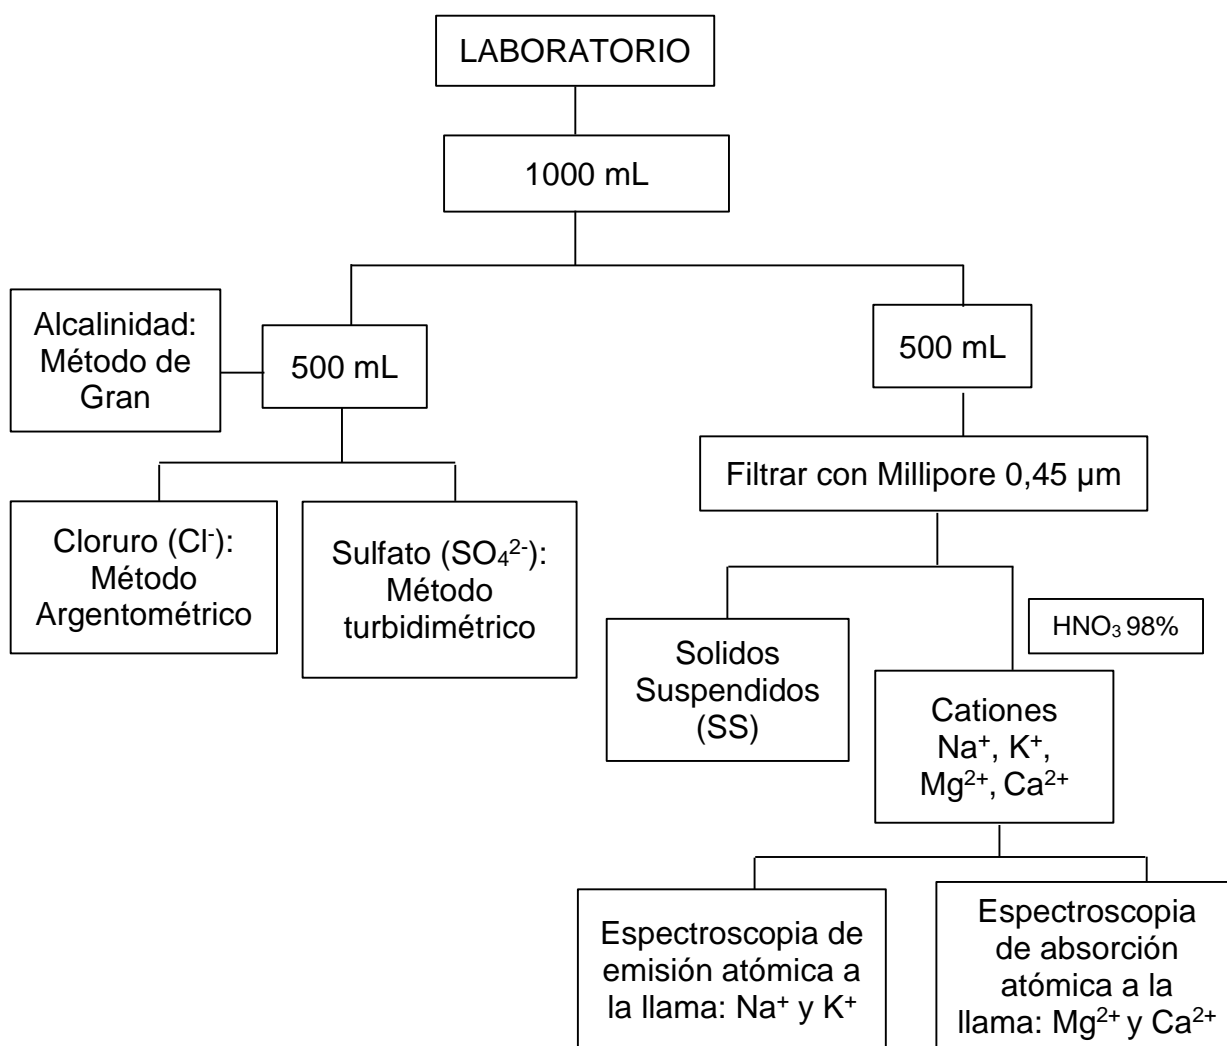 LABORATORIO
1000 mL
Alcalinidad:
Método de
Gran
500 mL
500 mL
Filtrar con Millipore 0,45 µm
Cloruro (Cl⁻):
Método
Argentométrico
Sulfato (SO₄²⁻):
Método
turbidimétrico
Solidos
Suspendidos
(SS)
HNO₃ 98%
Cationes
Na⁺, K⁺,
Mg²⁺, Ca²⁺
Espectroscopia de
emisión atómica a
la llama: Na⁺ y K⁺
Espectroscopia
de absorción
atómica a la
llama: Mg²⁺ y Ca²⁺